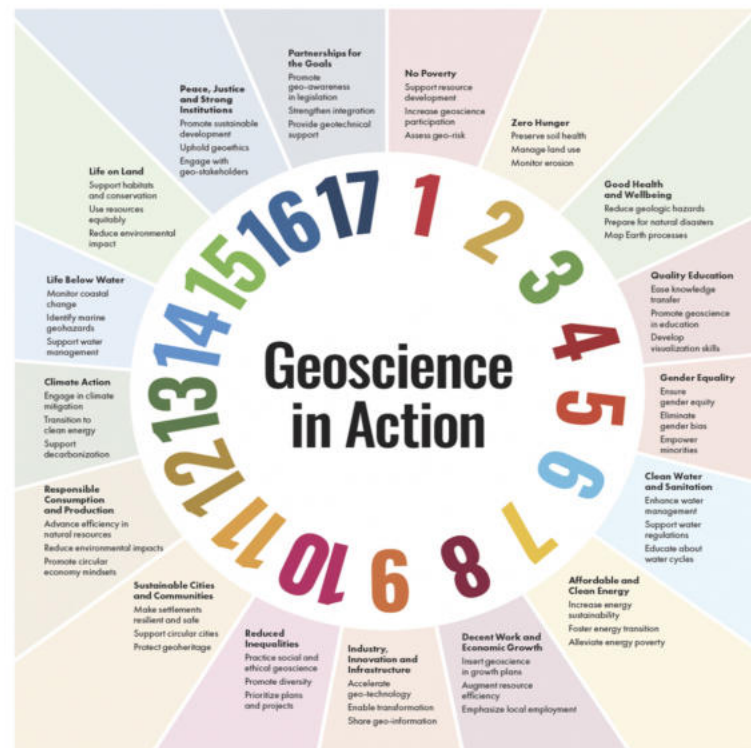 Geoscience
in Action
1
No Poverty
Support resource
development
Increase geoscience
participation
Assess geo-risk
2
Zero Hunger
Preserve soil health
Manage land use
Monitor erosion
3
Good Health
and Wellbeing
Reduce geologic hazards
Prepare for natural disasters
Map Earth processes
4
Quality Education
Ease knowledge
transfer
Promote geoscience
in education
Develop
visualization skills
5
Gender Equality
Ensure
gender equity
Eliminate
gender bias
Empower
minorities
6
Clean Water
and Sanitation
Enhance water
management
Support water
regulations
Educate about
water cycles
7
Affordable and
Clean Energy
Increase energy
sustainability
Foster energy transition
Alleviate energy poverty
8
Decent Work and
Economic Growth
Insert geoscience
in growth plans
Augment resource
efficiency
Emphasize local employment
9
Industry,
Innovation and
Infrastructure
Accelerate
geo-technology
Enable transformation
Share geo-information
10
Reduced
Inequalities
Practice social and
ethical geoscience
Promote diversity
Prioritize plans
and projects
11
Sustainable Cities
and Communities
Make settlements
resilient and safe
Support circular cities
Protect geoheritage
12
Responsible
Consumption
and Production
Advance efficiency in
natural resources
Reduce environmental impacts
Promote circular
economy mindsets
13
Climate Action
Engage in climate
mitigation
Transition to
clean energy
Support
decarbonization
14
Life Below Water
Monitor coastal
change
Identify marine
geohazards
Support water
management
15
Life on Land
Support habitats
and conservation
Use resources
equitably
Reduce environmental
impact
16
Peace, Justice
and Strong
Institutions
Promote sustainable
development
Uphold geoethics
Engage with
geo-stakeholders
17
Partnerships for
the Goals
Promote
geo-awareness
in legislation
Strengthen integration
Provide geotechnical
support